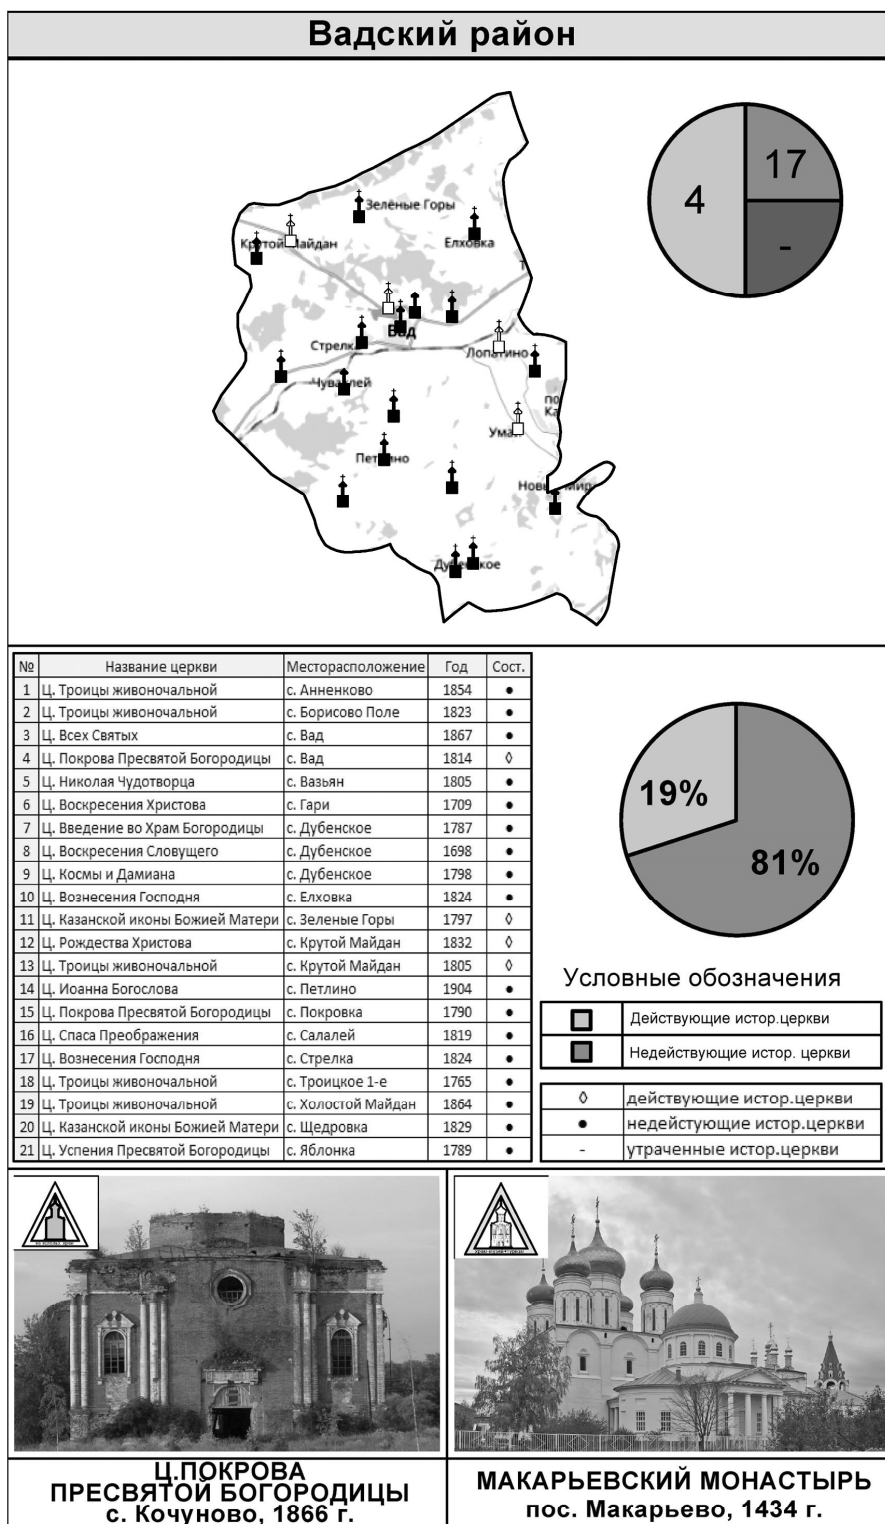 Вадский район
4
17
-
Зеленые Горы
Крутой Майдан
Елховка
Т
Вад
Стрелка
Лопатино
Чувахлей
по
Ка
Петлино
Новый Мир
Дубенское
№ Название церкви Месторасположение Год Сост.
1 Ц. Троицы живоночальной с. Анненково 1854 •
2 Ц. Троицы живоночальной с. Борисово Поле 1823 •
3 Ц. Всех Святых с. Вад 1867 •
4 Ц. Покрова Пресвятой Богородицы с. Вад 1814 ◊
5 Ц. Николая Чудотворца с. Вазьян 1805 •
6 Ц. Воскресения Христова с. Гари 1709 •
7 Ц. Введение во Храм Богородицы с. Дубенское 1787 •
8 Ц. Воскресения Словущего с. Дубенское 1698 •
9 Ц. Космы и Дамиана с. Дубенское 1798 •
10 Ц. Вознесения Господня с. Елховка 1824 •
11 Ц. Казанской иконы Божией Матери с. Зеленые Горы 1797 ◊
12 Ц. Рождества Христова с. Крутой Майдан 1832 ◊
13 Ц. Троицы живоночальной с. Крутой Майдан 1805 ◊
14 Ц. Иоанна Богослова с. Петлино 1904 •
15 Ц. Покрова Пресвятой Богородицы с. Покровка 1790 •
16 Ц. Спаса Преображения с. Салалей 1819 •
17 Ц. Вознесения Господня с. Стрелка 1824 •
18 Ц. Троицы живоночальной с. Троицкое 1-е 1765 •
19 Ц. Троицы живоночальной с. Холостой Майдан 1864 •
20 Ц. Казанской иконы Божией Матери с. Щедровка 1829 •
21 Ц. Успения Пресвятой Богородицы с. Яблонка 1789 •
19%
81%
Условные обозначения
Действующие истор.церкви
Недействующие истор. церкви
◊ действующие истор.церкви
• недейстующие истор.церкви
- утраченные истор.церкви
Ц.ПОКРОВА
ПРЕСВЯТОЙ БОГОРОДИЦЫ
с. Кочуново, 1866 г.
МАКАРЬЕВСКИЙ МОНАСТЫРЬ
пос. Макарьево, 1434 г.